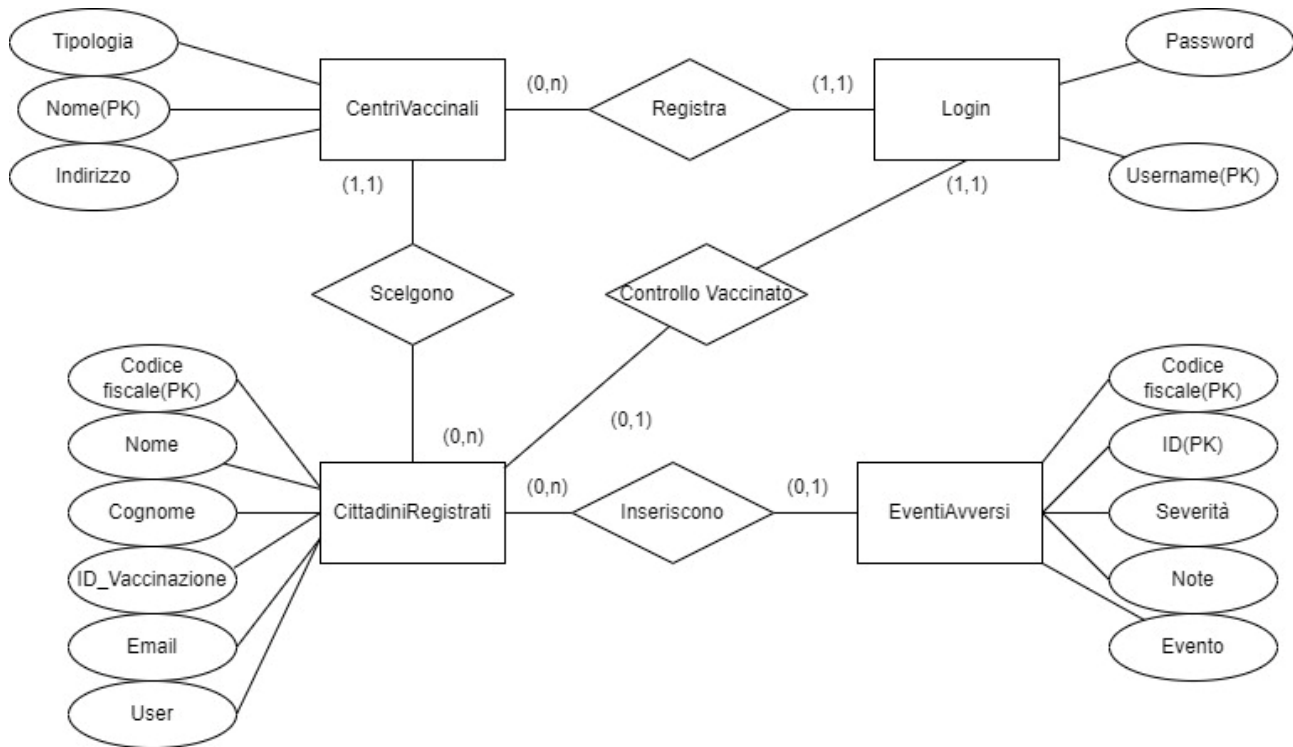 Tipologia
Password
(0,n)
(1,1)
Nome(PK)
CentriVaccinali
Registra
Login
Indirizzo
Username(PK)
(1,1)
(1,1)
Scelgono
Controllo Vaccinato
Codice
fiscale(PK)
Codice
fiscale(PK)
Nome
(0,n)
(0,1)
ID(PK)
(0,n)
(0,1)
Cognome
CittadiniRegistrati
Inseriscono
EventiAvversi
Severità
ID_Vaccinazione
Note
Email
Evento
User